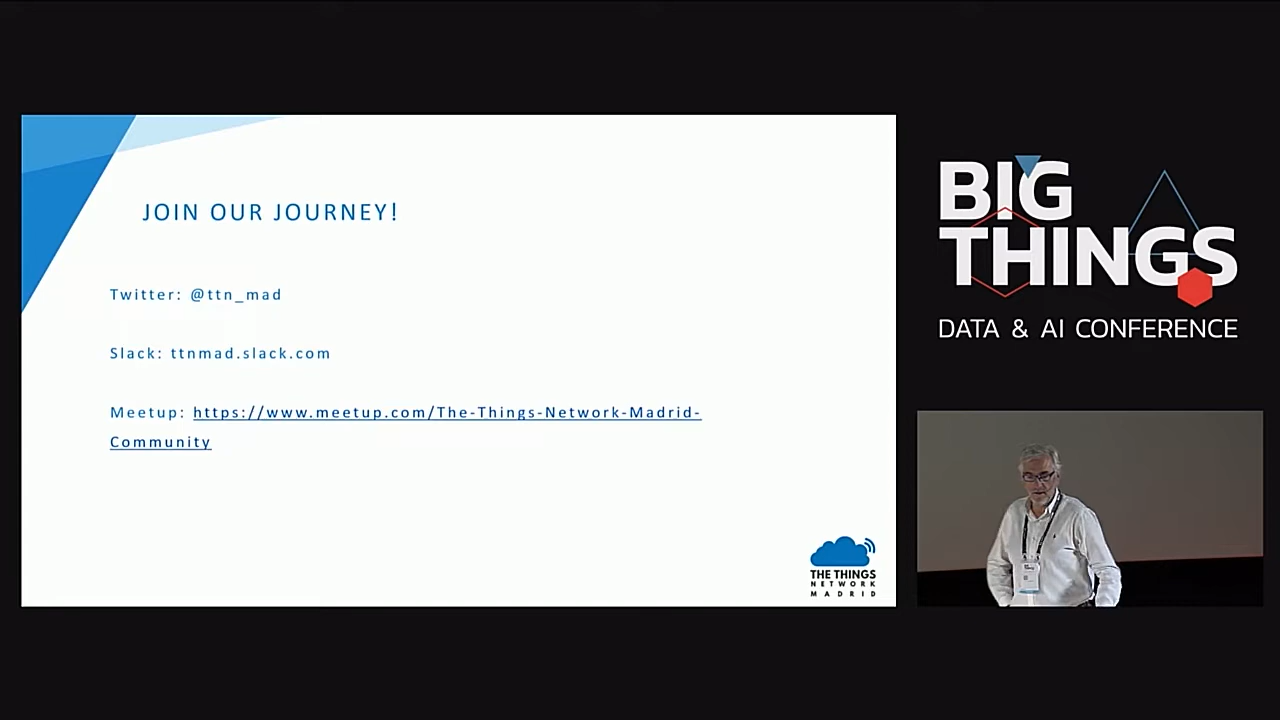 JOIN OUR JOURNEY!
Twitter: @ttn_mad
Slack: ttnmad.slack.com
Meetup: https://www.meetup.com/The-Things-Network-Madrid-
Community
THE THINGS
NETWORK
MADRID
BIG
THINGS
DATA & AI CONFERENCE